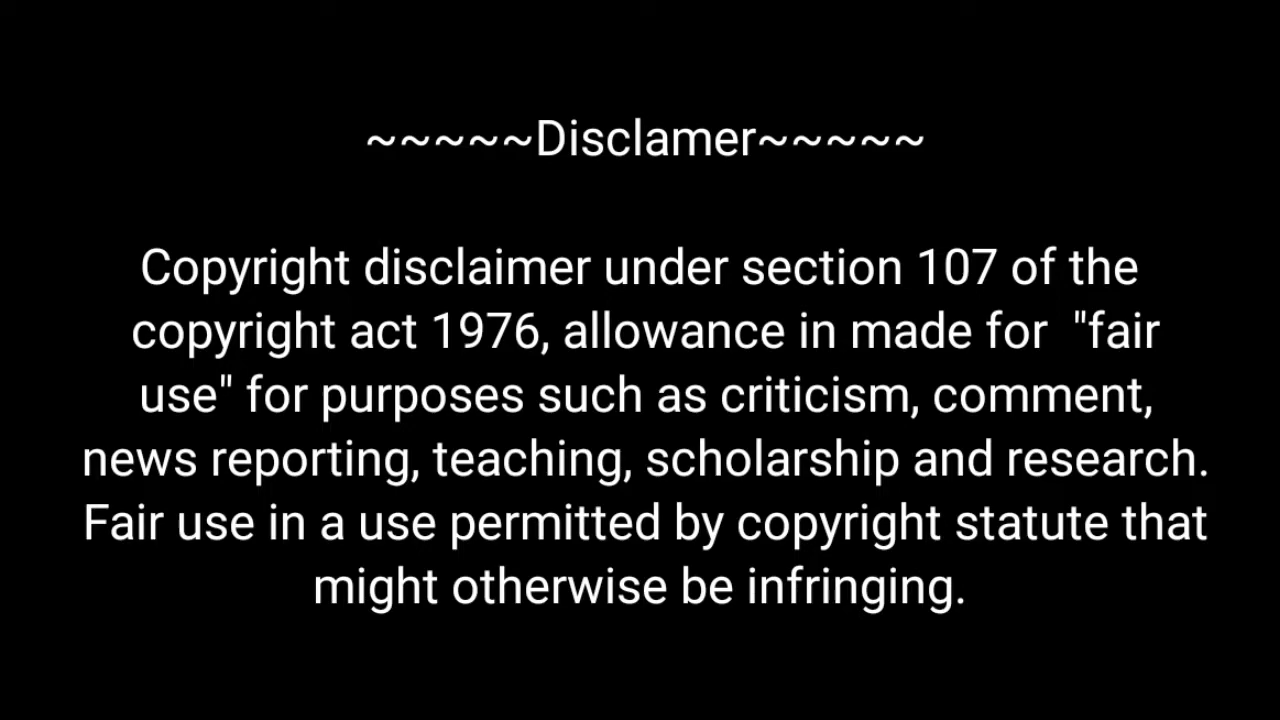 ~~~~~Disclamer~~~~~
Copyright disclaimer under section 107 of the
copyright act 1976, allowance in made for  "fair
use" for purposes such as criticism, comment,
news reporting, teaching, scholarship and research.
Fair use in a use permitted by copyright statute that
might otherwise be infringing.